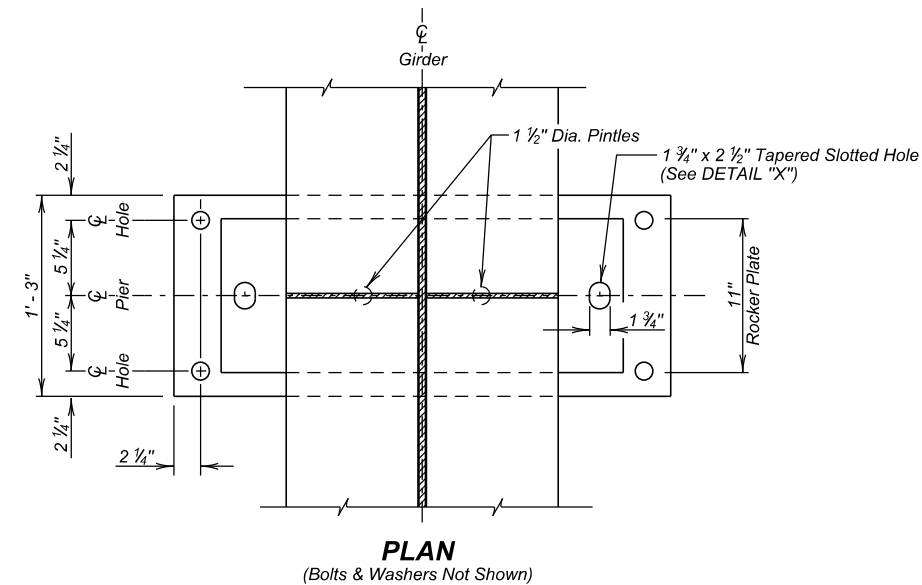 ℄
Girder
1 ½" Dia. Pintles
1 ¾" x 2 ½" Tapered Slotted Hole
(See DETAIL "X")
2 ¼"
℄ Hole
5 ¼"
1' - 3"
℄ Pier
5 ¼"
℄ Hole
2 ¼"
2 ¼"
1 ¾"
11"
Rocker Plate
PLAN
(Bolts & Washers Not Shown)